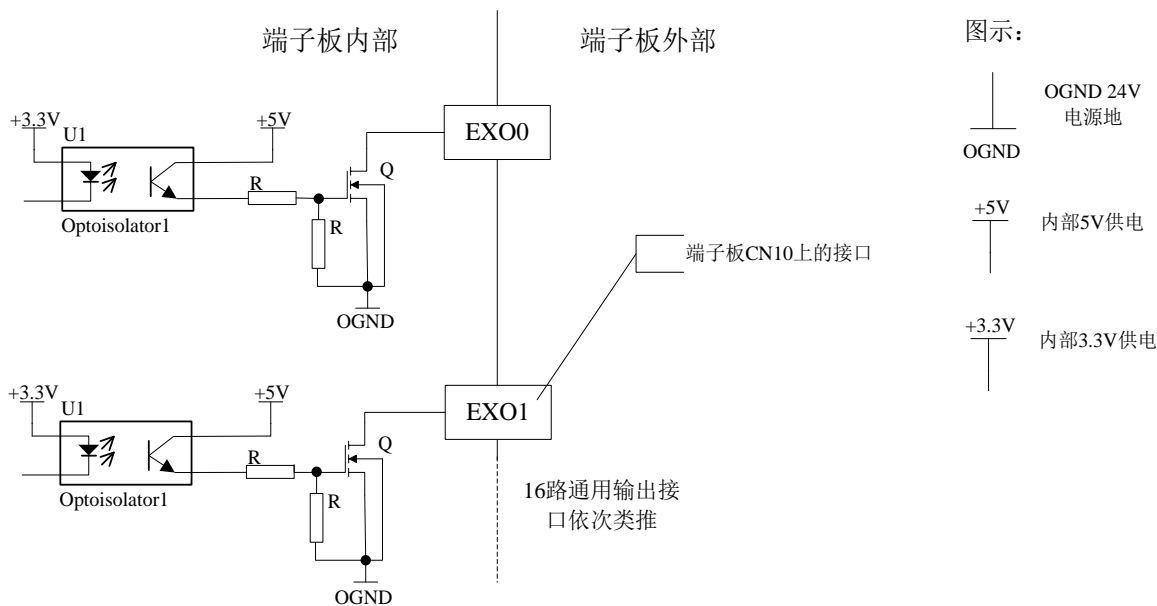 端子板内部
端子板外部
图示：
+3.3V
U1
+5V
EXO0
Q
R
R
Optoisolator1
OGND
OGND 24V
电源地
OGND
+5V
内部5V供电
端子板CN10上的接口
+3.3V
内部3.3V供电
+3.3V
U1
+5V
EXO1
Q
R
R
Optoisolator1
OGND
16路通用输出接
口依次类推